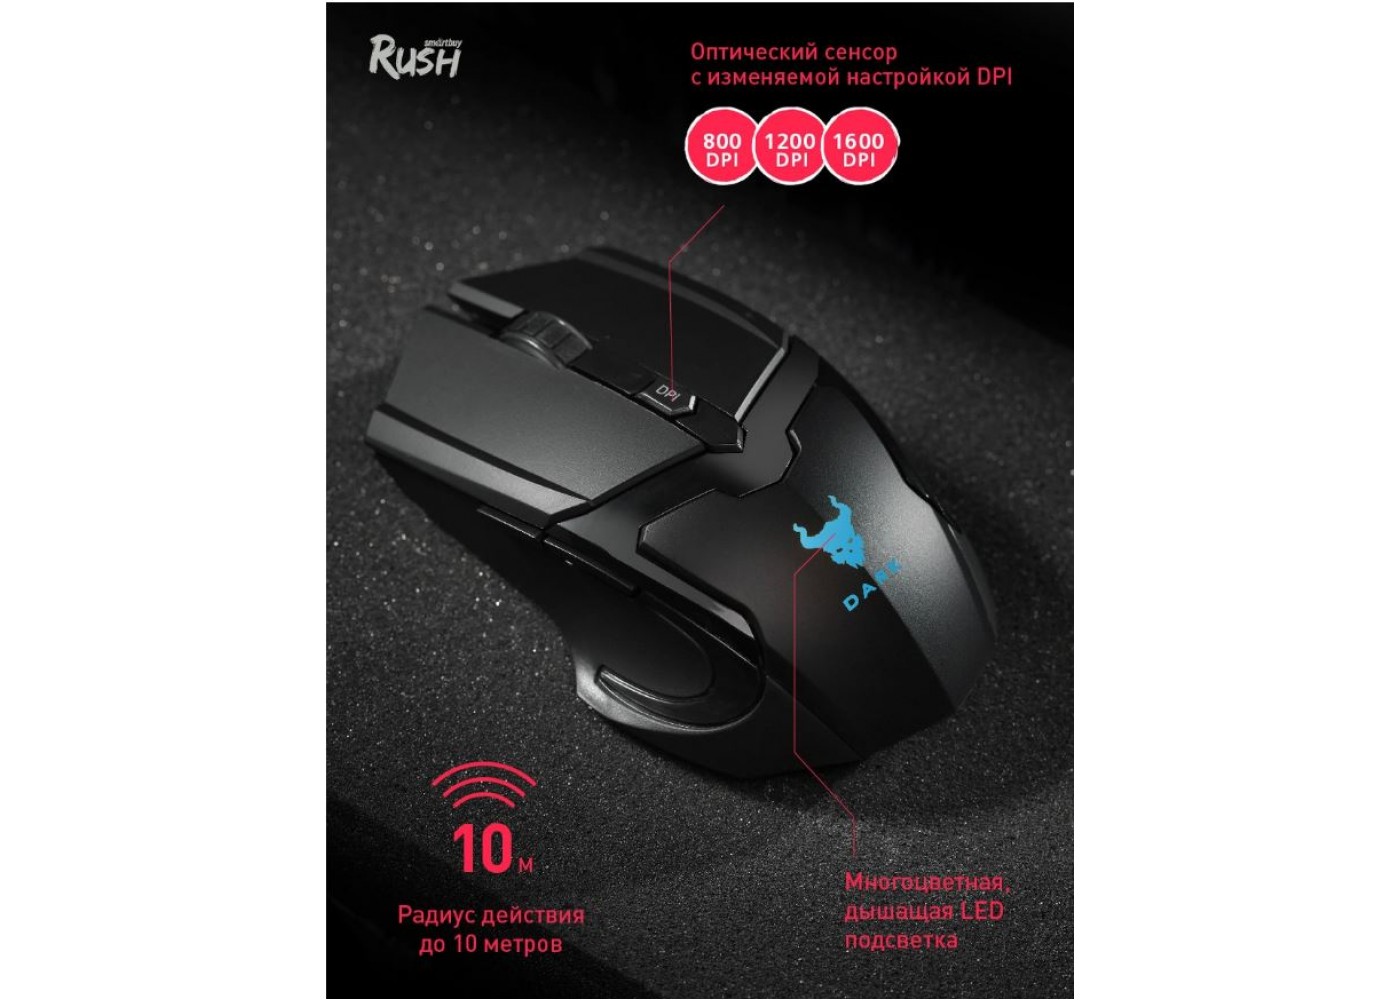 smartbuy
RUSH
Оптический сенсор
с изменяемой настройкой DPI
800 DPI
1200 DPI
1600 DPI
DPI
DARK
10 м
Радиус действия
до 10 метров
Многоцветная,
дышащая LED
подсветка